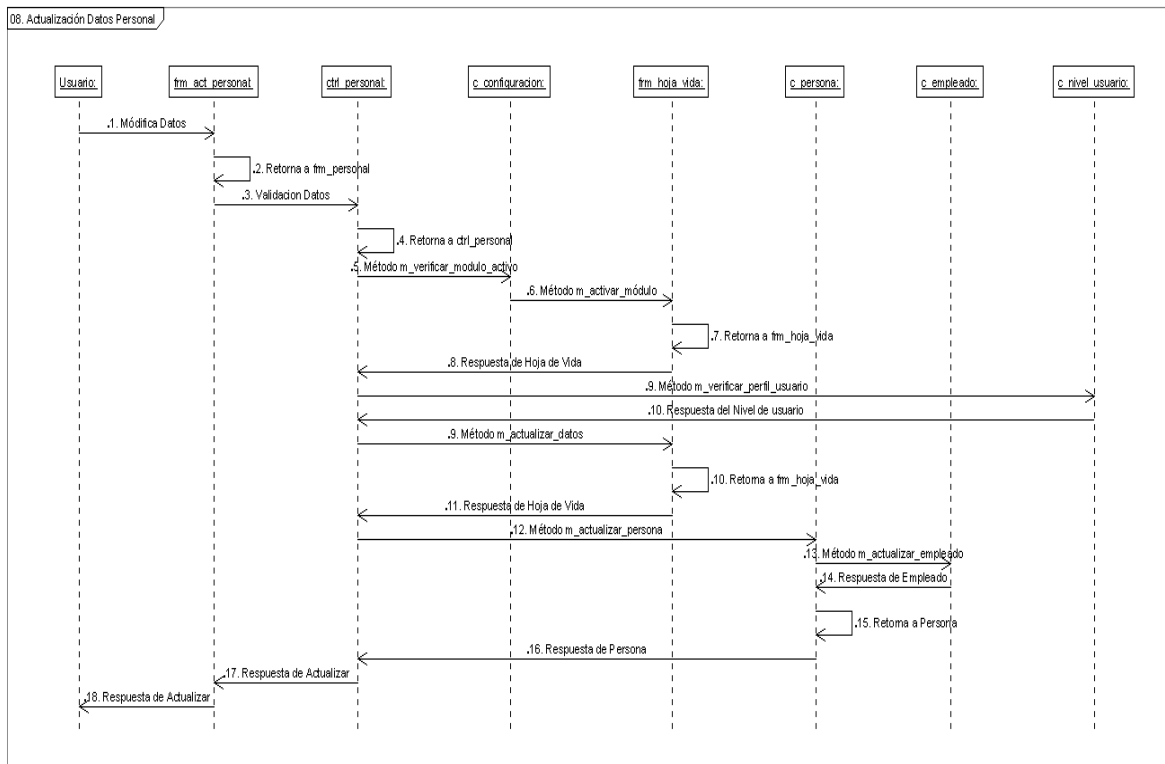 08. Actualización Datos Personal
Usuario:
frm_act_personal:
ctrl_personal:
c_configuracion:
frm_hoja_vida:
c_persona:
c_empleado:
c_nivel_usuario:
.1. Módifica Datos
.2. Retorna a frm_personal
.3. Validacion Datos
.4. Retorna a ctrl_personal
.5. Método m_verificar_modulo_activo
.6. Método m_activar_módulo
.7. Retorna a frm_hoja_vida
.8. Respuesta de Hoja de Vida
.9. Método m_verificar_perfil_usuario
.10. Respuesta del Nivel de usuario
.9. Método m_actualizar_datos
.10. Retorna a frm_hoja_vida
.11. Respuesta de Hoja de Vida
.12. Método m_actualizar_persona
.13. Método m_actualizar_empleado
.14. Respuesta de Empleado
.15. Retorna a Persona
.16. Respuesta de Persona
.17. Respuesta de Actualizar
.18. Respuesta de Actualizar